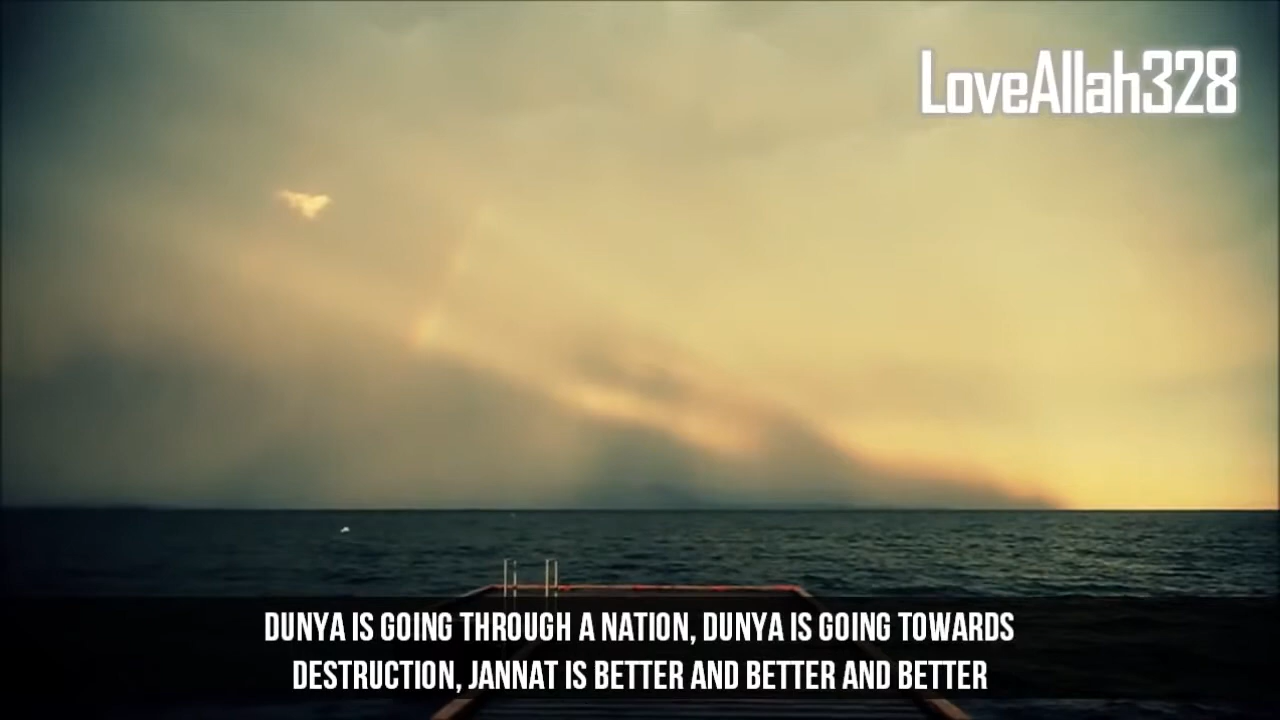 LoveAllah328
DUNYA IS GOING THROUGH A NATION, DUNYA IS GOING TOWARDS
DESTRUCTION, JANNAT IS BETTER AND BETTER AND BETTER